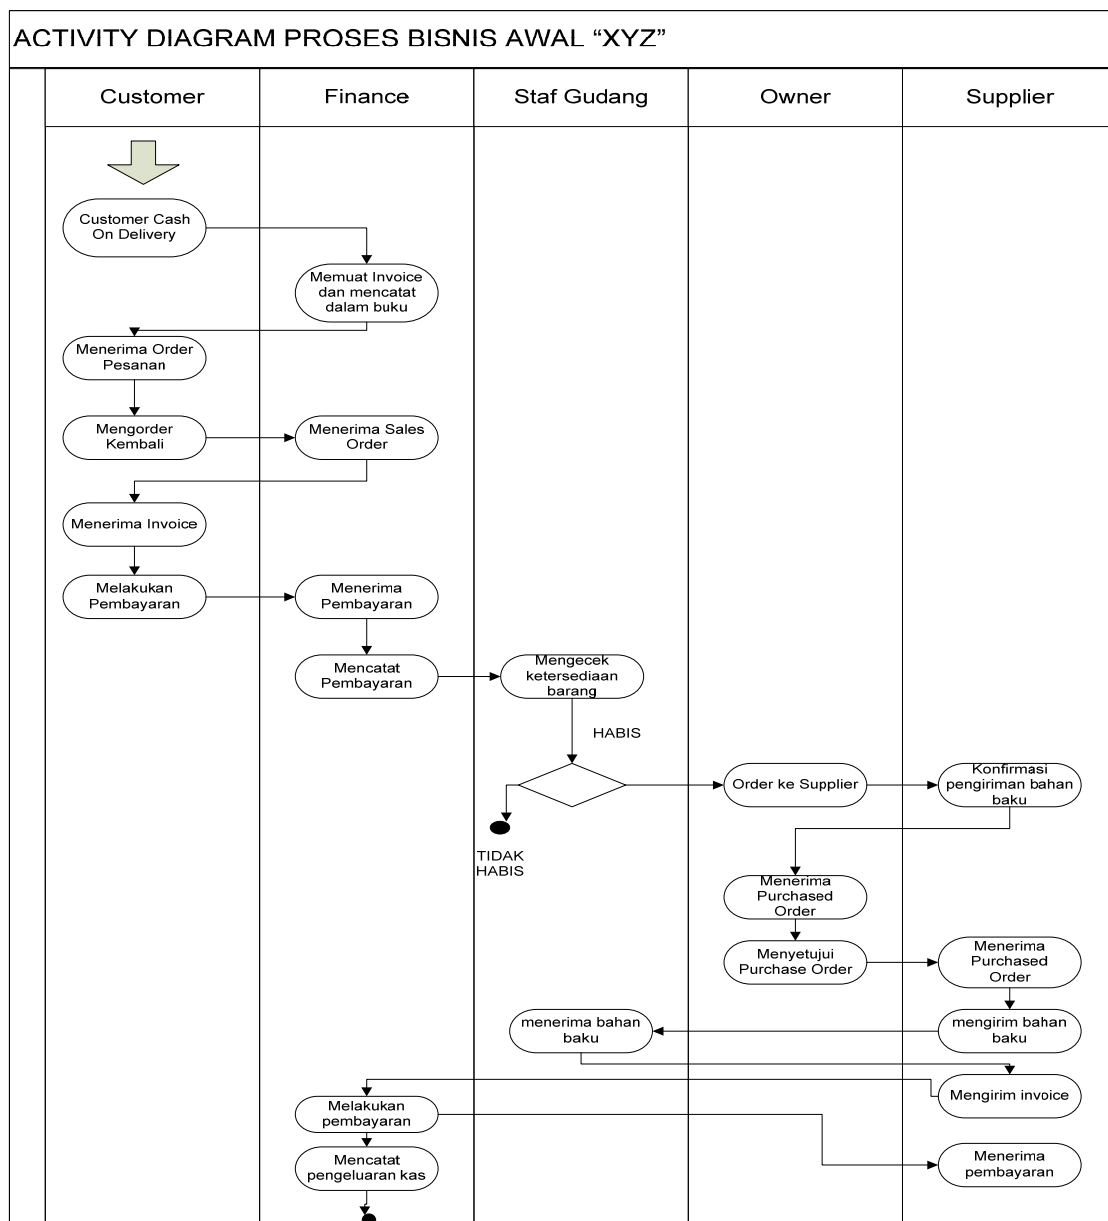 ACTIVITY DIAGRAM PROSES BISNIS AWAL “XYZ”
Customer
Finance
Staf Gudang
Owner
Supplier
Customer Cash
On Delivery
Memuat Invoice
dan mencatat
dalam buku
Menerima Order
Pesanan
Mengorder
Kembali
Menerima Sales
Order
Menerima Invoice
Melakukan
Pembayaran
Menerima
Pembayaran
Mencatat
Pembayaran
Mengecek
ketersediaan
barang
HABIS
TIDAK
HABIS
Order ke Supplier
Konfirmasi
pengiriman bahan
baku
Menerima
Purchased
Order
Menyetujui
Purchase Order
Menerima
Purchased
Order
mengirim bahan
baku
menerima bahan
baku
Mengirim invoice
Melakukan
pembayaran
Mencatat
pengeluaran kas
Menerima
pembayaran